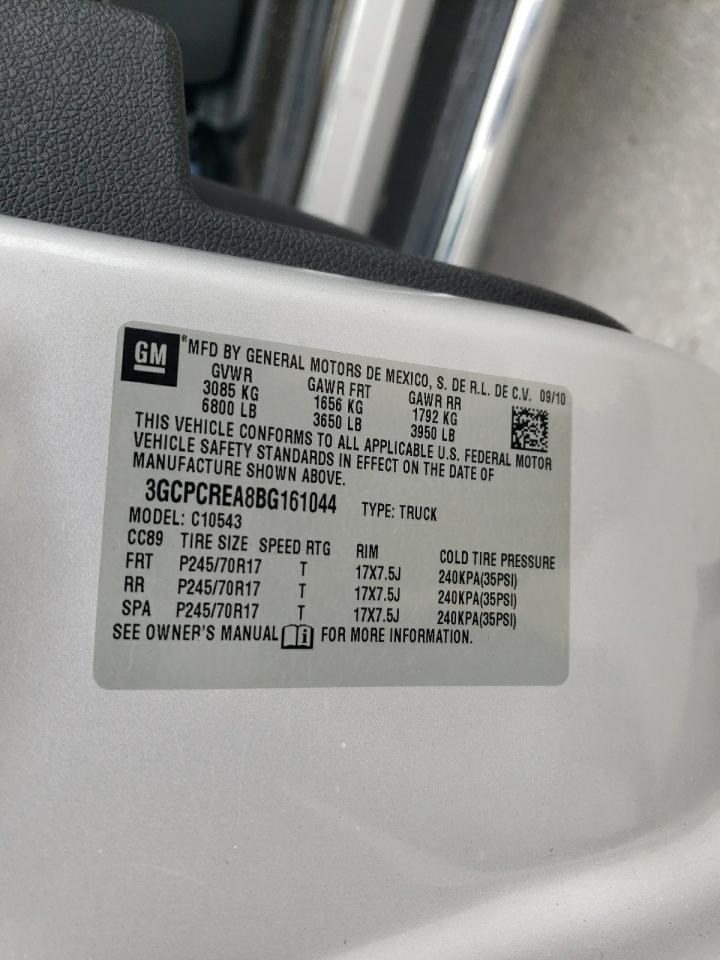 GM ®MFD BY GENERAL MOTORS DE MEXICO, S. DE R.L. DE C.V. 09/10
GVWR GAWR FRT GAWR RR
3085 KG 1656 KG 1792 KG
6800 LB 3650 LB 3950 LB
THIS VEHICLE CONFORMS TO ALL APPLICABLE U.S. FEDERAL MOTOR
VEHICLE SAFETY STANDARDS IN EFFECT ON THE DATE OF
MANUFACTURE SHOWN ABOVE.
3GCPCREA8BG161044 TYPE: TRUCK
MODEL: C10543
CC89 TIRE SIZE SPEED RTG RIM COLD TIRE PRESSURE
FRT P245/70R17 T 17X7.5J 240KPA(35PSI)
RR P245/70R17 T 17X7.5J 240KPA(35PSI)
SPA P245/70R17 T 17X7.5J 240KPA(35PSI)
SEE OWNER'S MANUAL i FOR MORE INFORMATION.